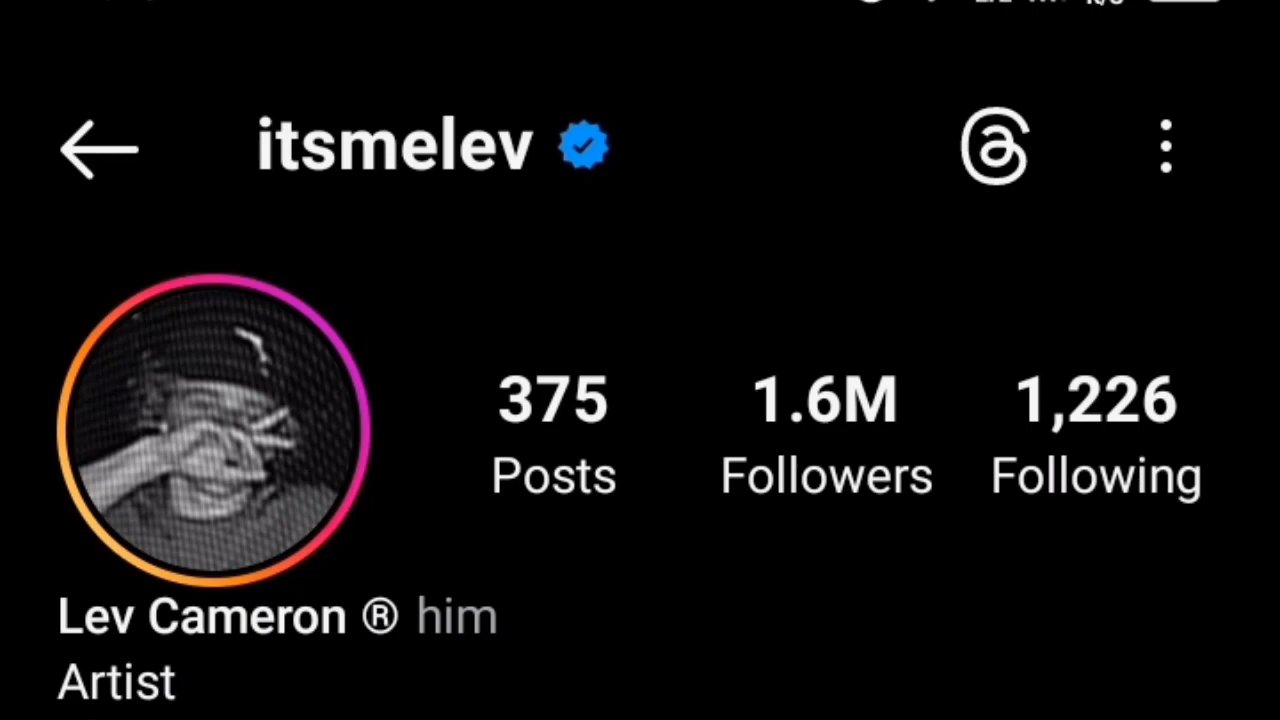 itsmelev
375 1.6M 1,226
Posts Followers Following
Lev Cameron ® him
Artist